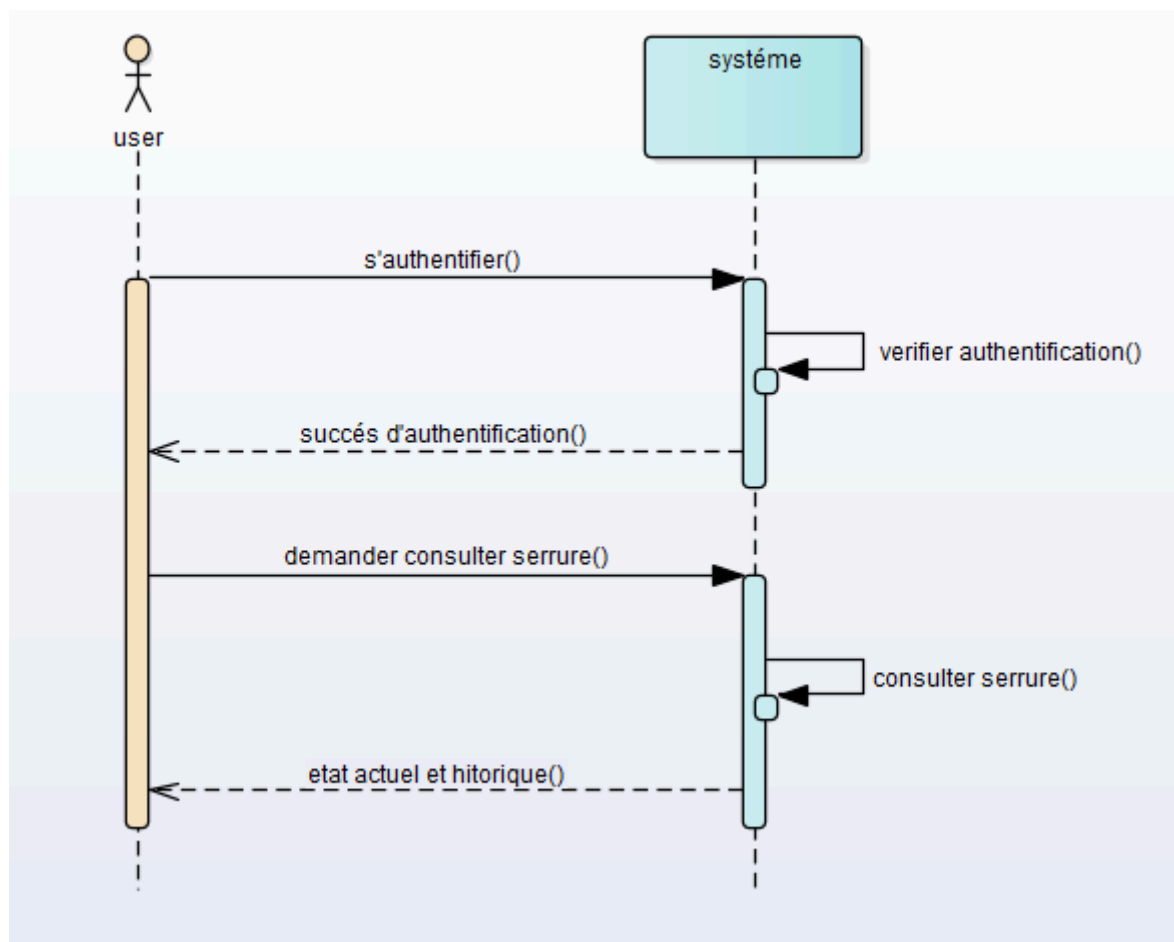 systéme
user
s'authentifier()
verifier authentification()
succés d'authentification()
demander consulter serrure()
consulter serrure()
etat actuel et hitorique()